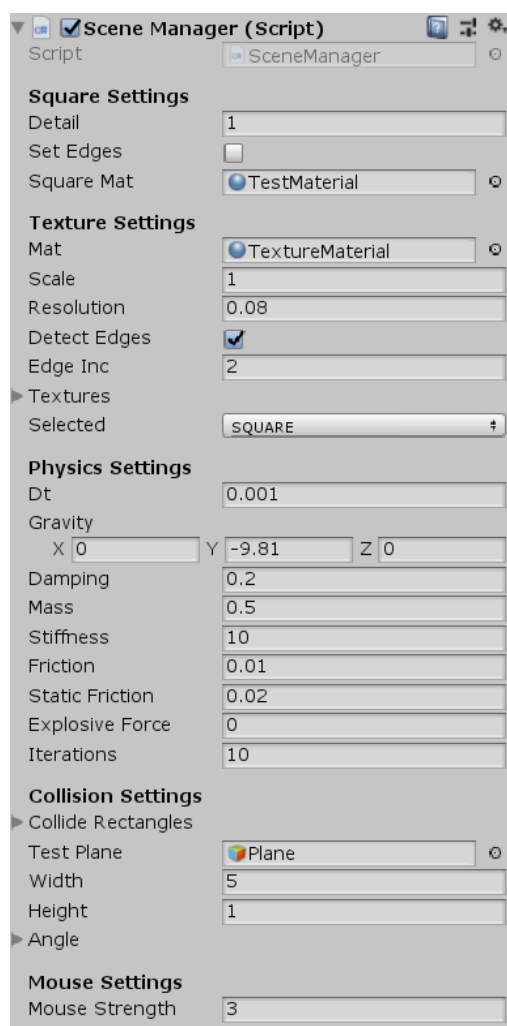 Scene Manager (Script)
Script SceneManager
Square Settings
Detail 1
Set Edges
Square Mat TestMaterial
Texture Settings
Mat TextureMaterial
Scale 1
Resolution 0.08
Detect Edges
Edge Inc 2
Textures
Selected SQUARE
Physics Settings
Dt 0.001
Gravity
X 0 Y -9.81 Z 0
Damping 0.2
Mass 0.5
Stiffness 10
Friction 0.01
Static Friction 0.02
Explosive Force 0
Iterations 10
Collision Settings
Collide Rectangles
Test Plane Plane
Width 5
Height 1
Angle
Mouse Settings
Mouse Strength 3